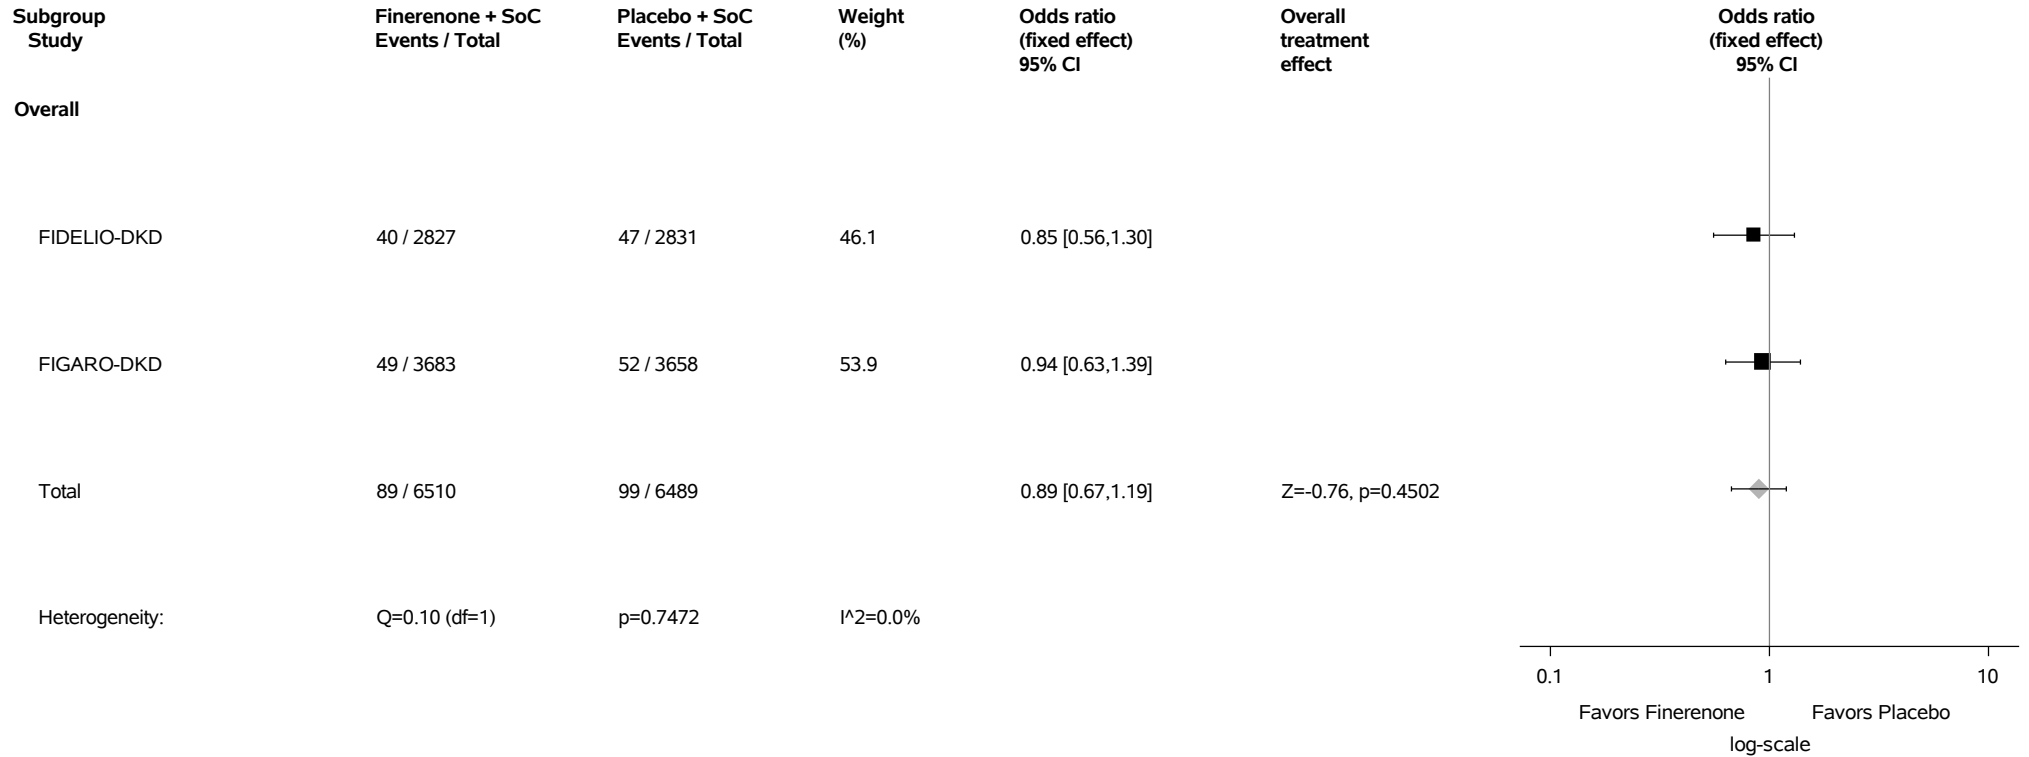 Subgroup Finerenone + SoC Placebo + SoC Weight Odds ratio Overall Odds ratio
Study Events / Total Events / Total (%) (fixed effect) treatment (fixed effect)
95% CI effect 95% CI
Overall
FIDELIO-DKD 40 / 2827 47 / 2831 46.1 0.85 [0.56,1.30]
FIGARO-DKD 49 / 3683 52 / 3658 53.9 0.94 [0.63,1.39]
Total 89 / 6510 99 / 6489 0.89 [0.67,1.19] Z=-0.76, p=0.4502
Heterogeneity: Q=0.10 (df=1) p=0.7472 I^2=0.0%
0.1 1 10
Favors Finerenone Favors Placebo
log-scale